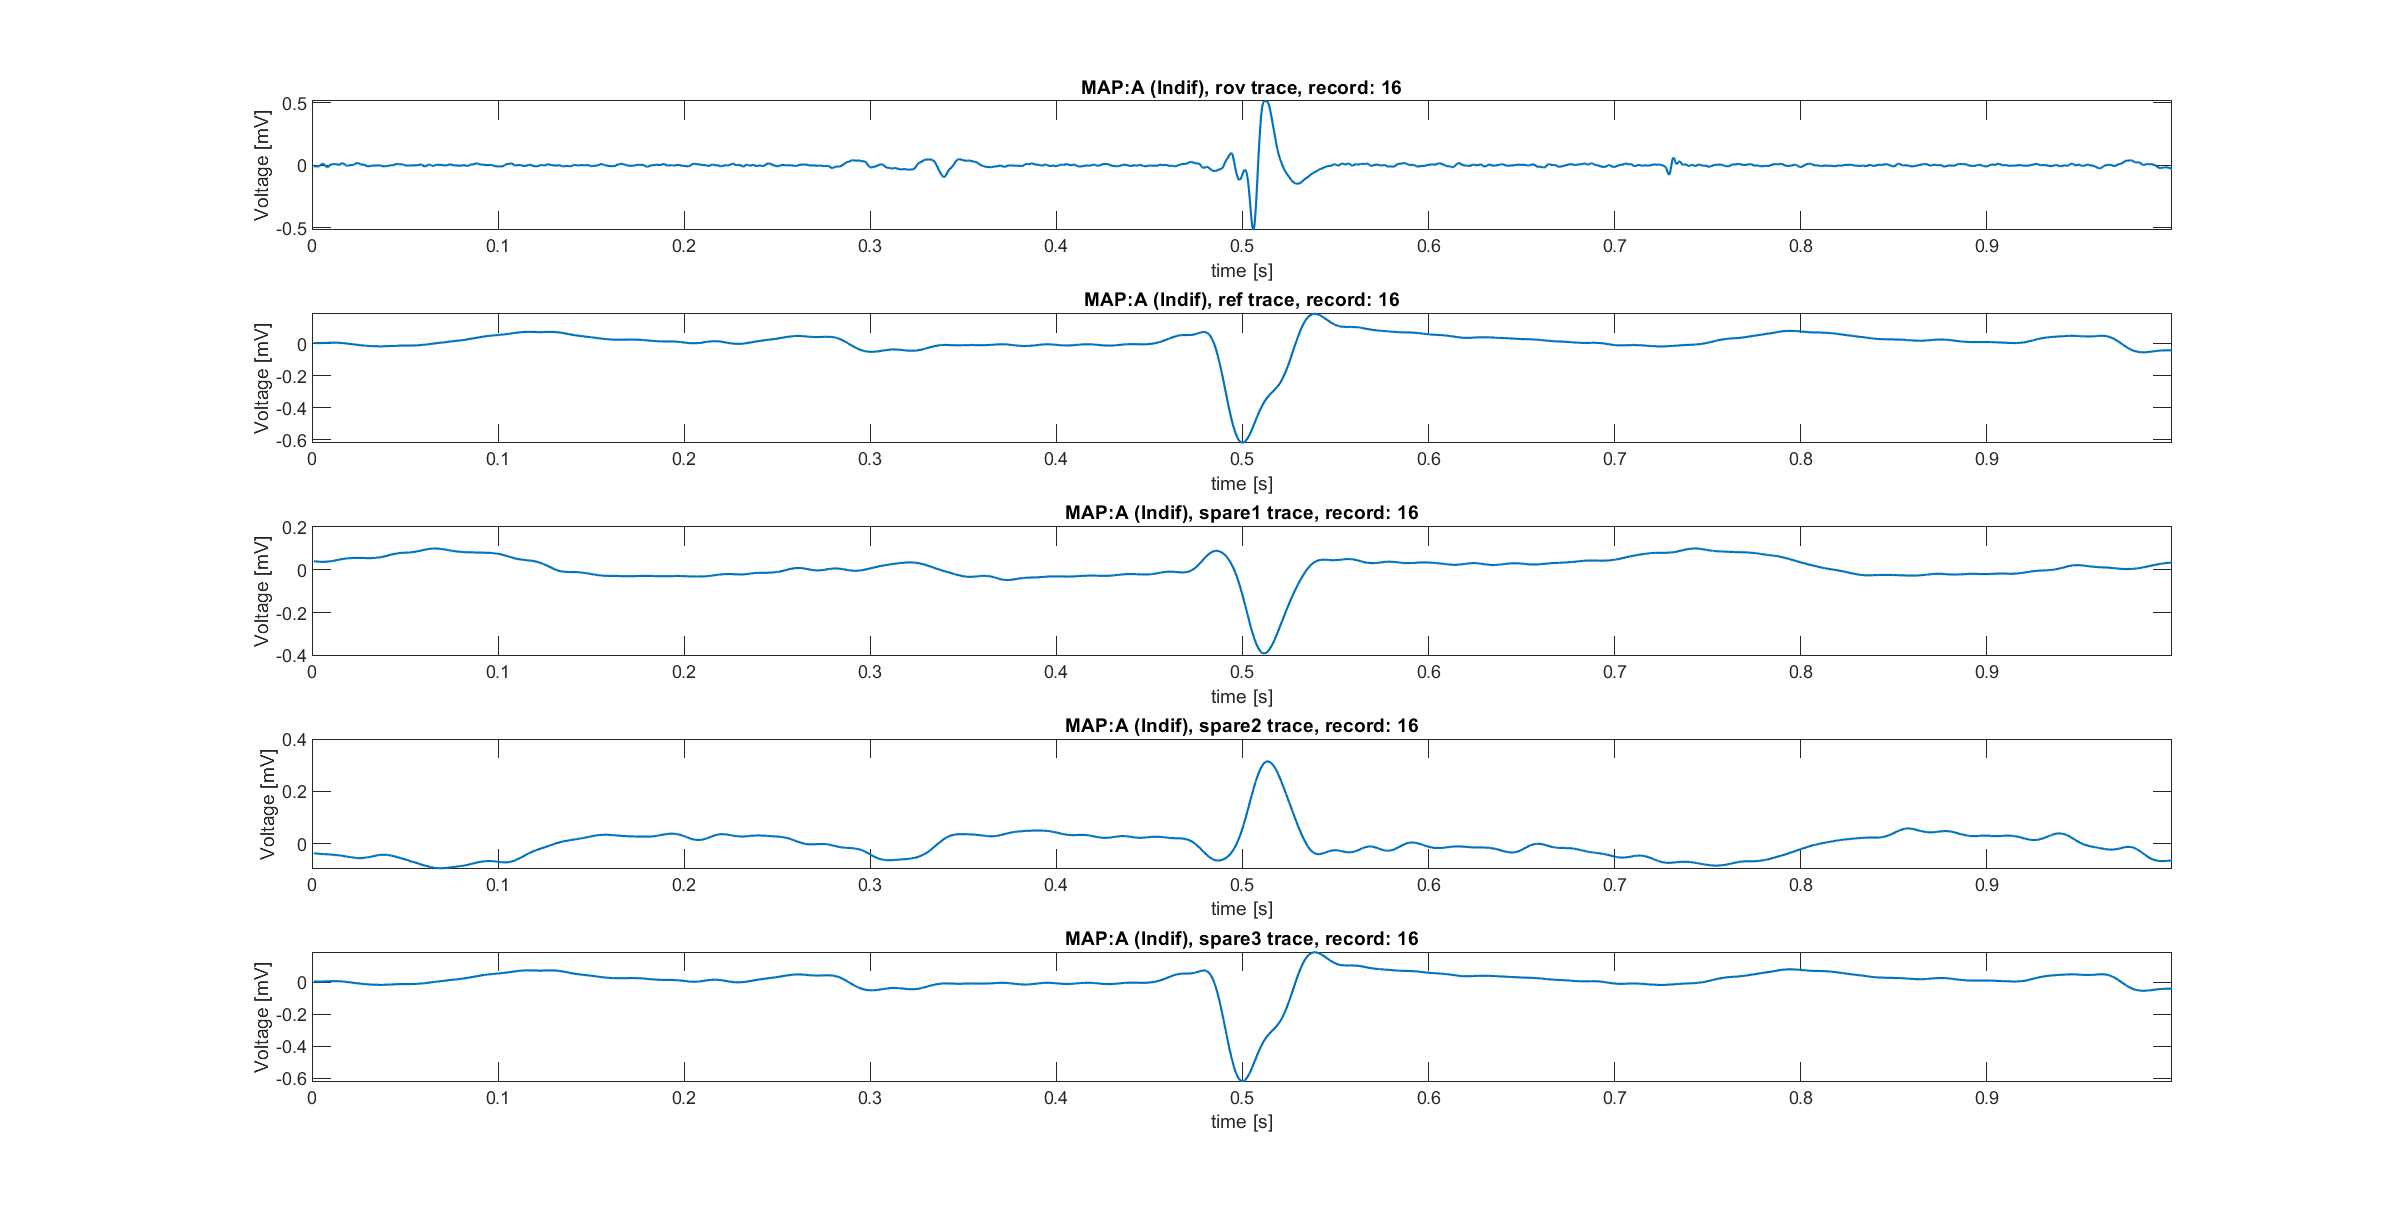 MAP:A (Indif), rov trace, record: 16
Voltage [mV]
0.5
0
-0.5
0 0.1 0.2 0.3 0.4 0.5 0.6 0.7 0.8 0.9
time [s]
MAP:A (Indif), ref trace, record: 16
Voltage [mV]
0
-0.2
-0.4
-0.6
0 0.1 0.2 0.3 0.4 0.5 0.6 0.7 0.8 0.9
time [s]
MAP:A (Indif), spare1 trace, record: 16
Voltage [mV]
0.2
0
-0.2
-0.4
0 0.1 0.2 0.3 0.4 0.5 0.6 0.7 0.8 0.9
time [s]
MAP:A (Indif), spare2 trace, record: 16
Voltage [mV]
0.4
0.2
0
0 0.1 0.2 0.3 0.4 0.5 0.6 0.7 0.8 0.9
time [s]
MAP:A (Indif), spare3 trace, record: 16
Voltage [mV]
0
-0.2
-0.4
-0.6
0 0.1 0.2 0.3 0.4 0.5 0.6 0.7 0.8 0.9
time [s]